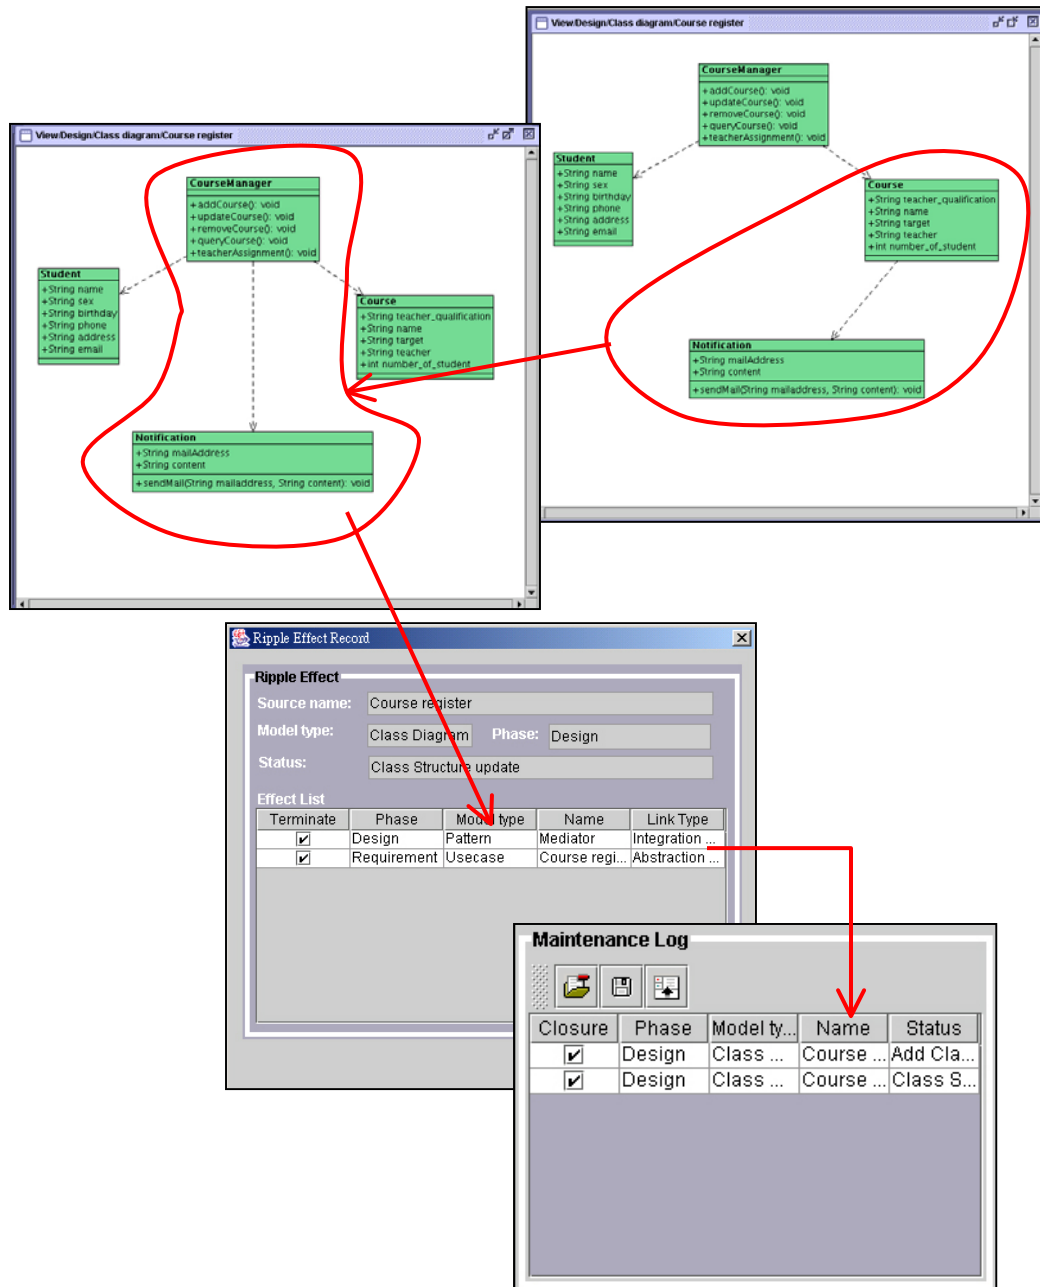 View/Design/Class diagram/Course register
CourseManager
+addCourse(): void
+updateCourse(): void
+removeCourse(): void
+queryCourse(): void
+teacherAssignment(): void
Student
+String name
+String sex
+String birthday
+String phone
+String address
+String email
Course
+String teacher_qualification
+String name
+String target
+String teacher
+int number_of_student
Notification
+String mailAddress
+String content
+sendMail(String mailaddress, String content): void
View/Design/Class diagram/Course register
CourseManager
+addCourse(): void
+updateCourse(): void
+removeCourse(): void
+queryCourse(): void
+teacherAssignment(): void
Student
+String name
+String sex
+String birthday
+String phone
+String address
+String email
Course
+String teacher_qualification
+String name
+String target
+String teacher
+int number_of_student
Notification
+String mailAddress
+String content
+sendMail(String mailaddress, String content): void
Ripple Effect Record
Ripple Effect
Source name: Course register
Model type: Class Diagram Phase: Design
Status: Class Structure update
Effect List
Terminate Phase Model type Name Link Type
Design Pattern Mediator Integration ...
Requirement Usecase Course regi... Abstraction ...
Maintenance Log
Closure Phase Model ty... Name Status
Design Class ... Course ... Add Cla...
Design Class ... Course ... Class S...